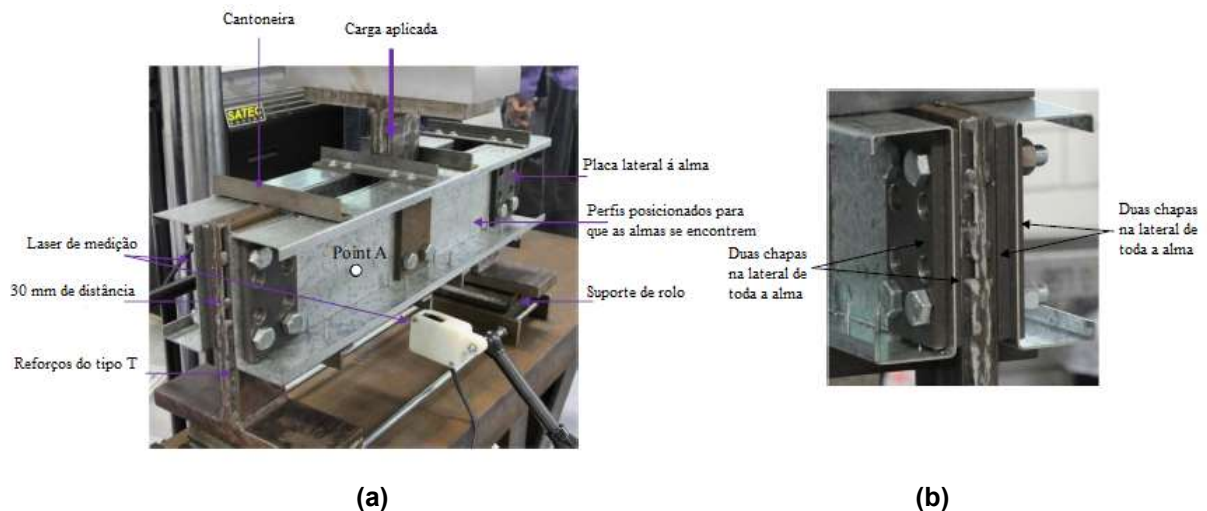 Cantoneira
Carga aplicada
SATEC
Placa lateral á alma
Perfis posicionados para
que as almas se encontrem
Laser de medição
Point A
30 mm de distância
Suporte de rolo
Reforços do tipo T
Duas chapas
na lateral de
toda a alma
Duas chapas
na lateral de
toda a alma
(a)
(b)